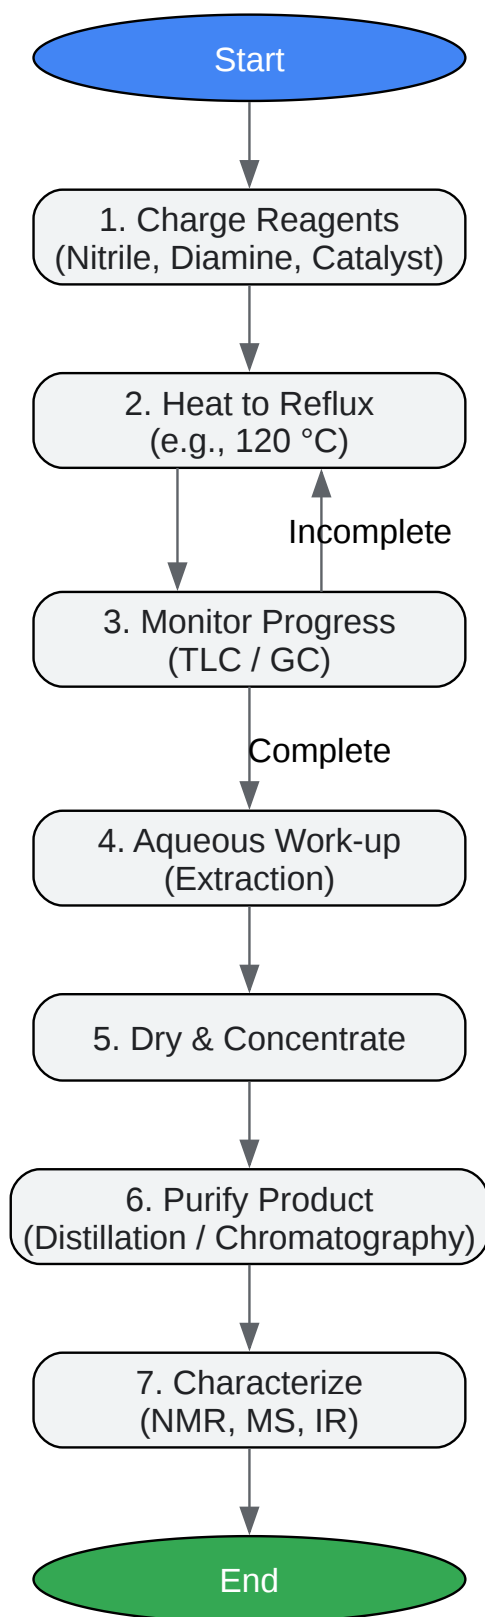 Start
1. Charge Reagents
(Nitrile, Diamine, Catalyst)
2. Heat to Reflux
(e.g., 120 °C)
Incomplete
3. Monitor Progress
(TLC / GC)
Complete
4. Aqueous Work-up
(Extraction)
5. Dry & Concentrate
6. Purify Product
(Distillation / Chromatography)
7. Characterize
(NMR, MS, IR)
End